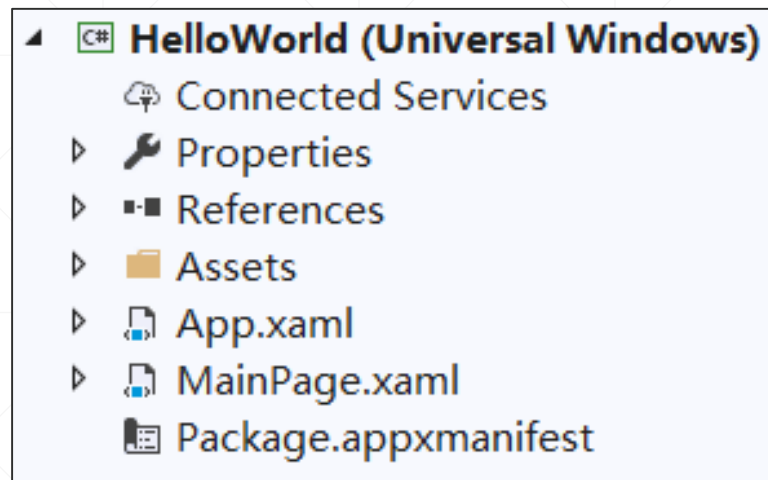 C# HelloWorld (Universal Windows)
Connected Services
Properties
References
Assets
App.xaml
MainPage.xaml
Package.appxmanifest